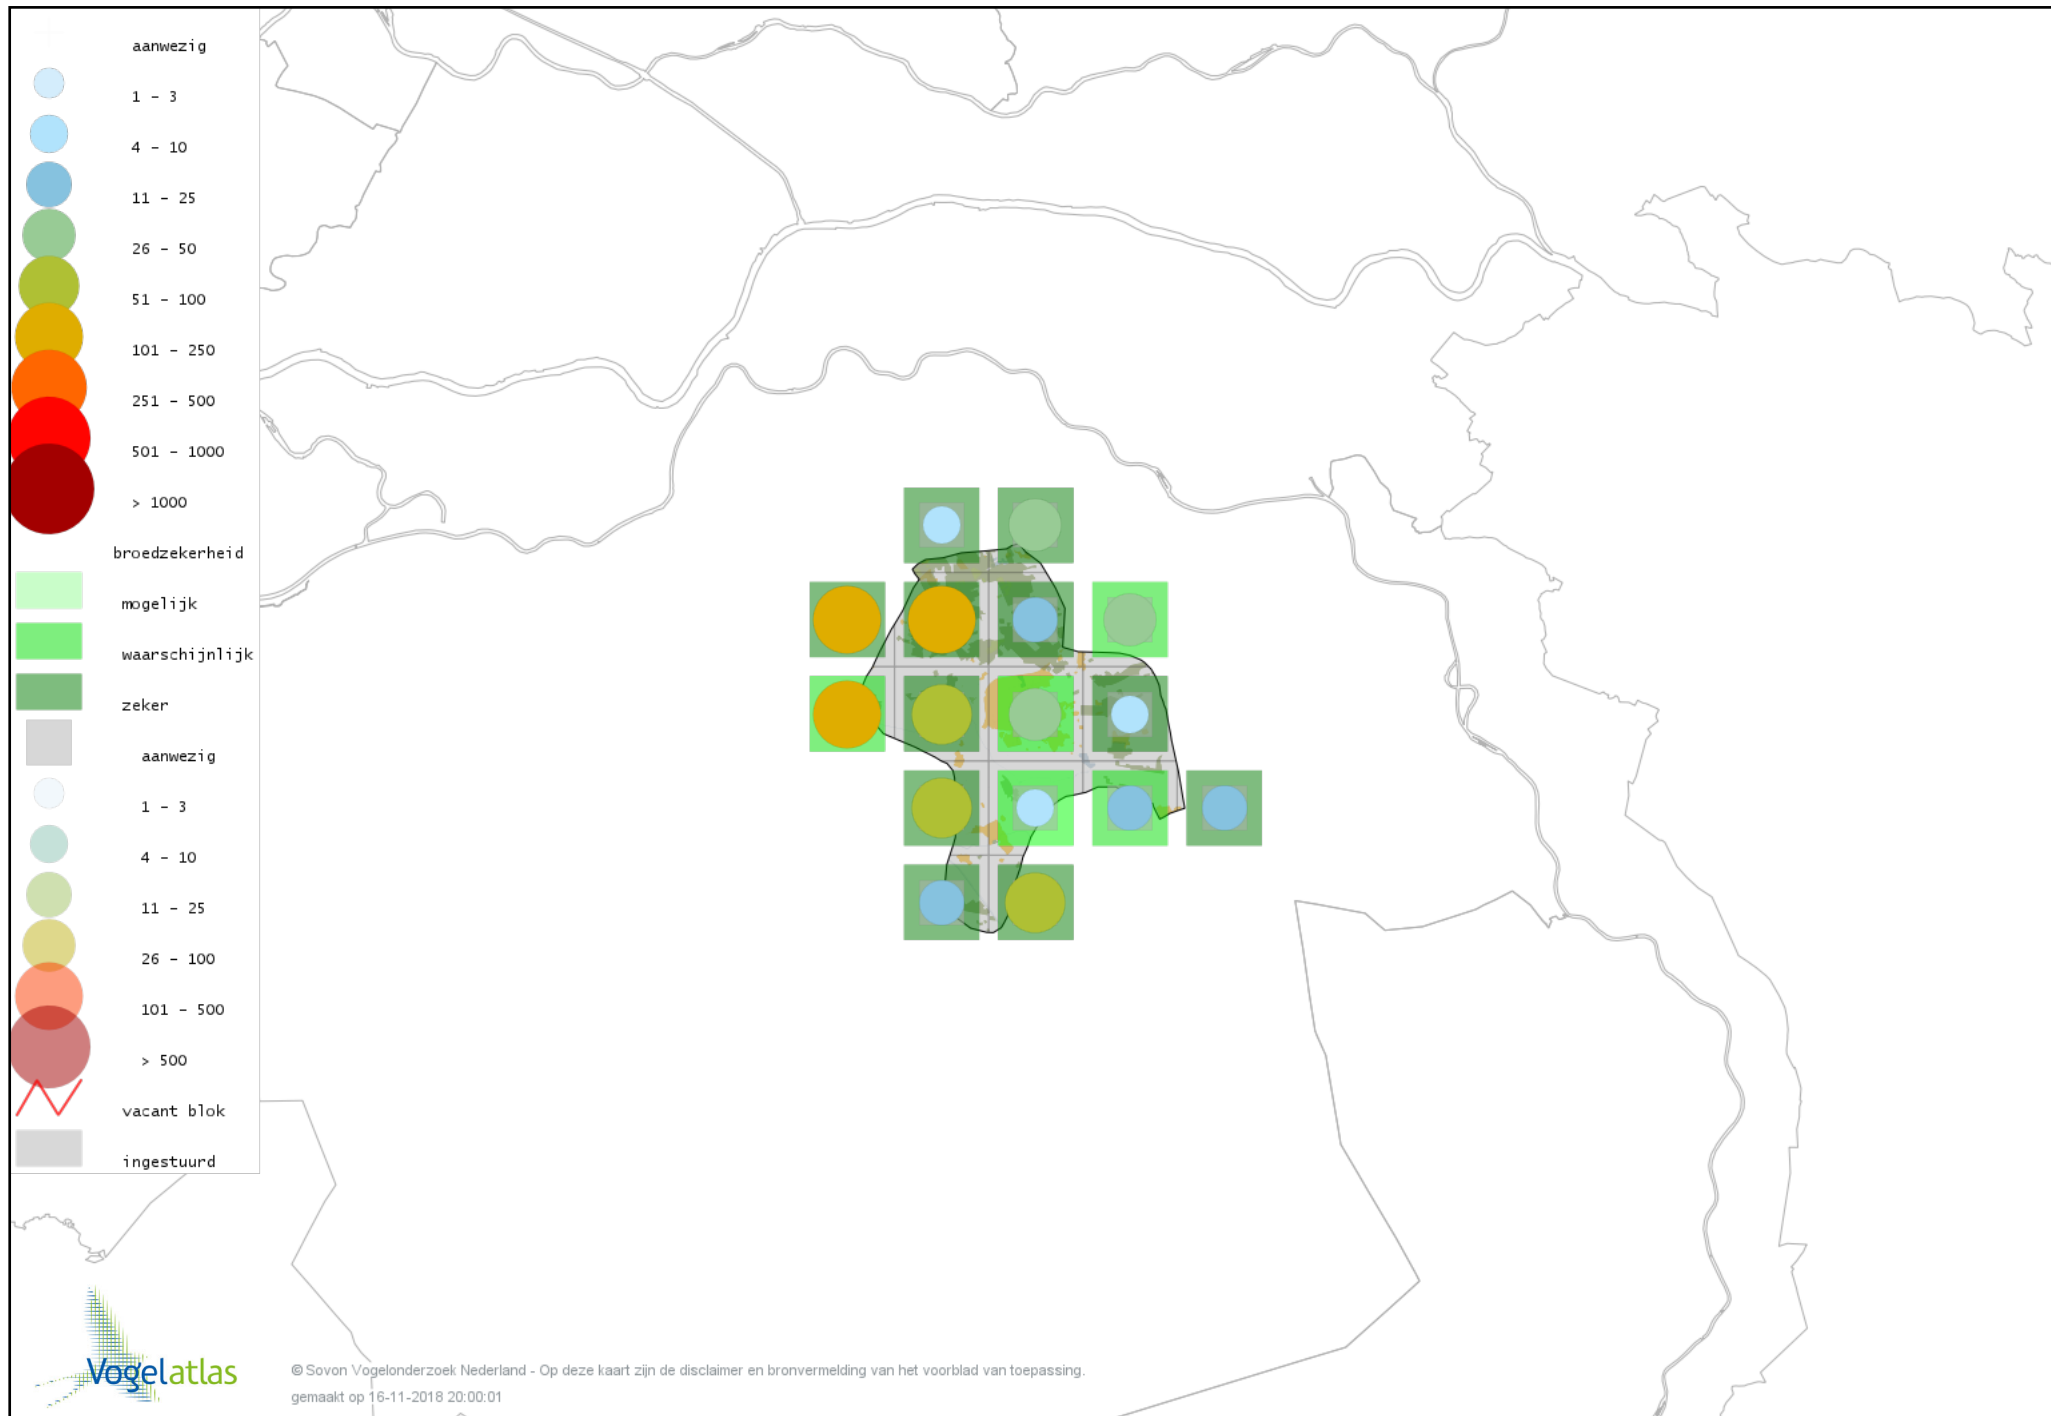 aanwezig
1 - 3
4 - 10
11 - 25
26 - 50
51 - 100
101 - 250
251 - 500
501 - 1000
> 1000
broedzekerheid
mogelijk
waarschijnlijk
zeker
aanwezig
1 - 3
4 - 10
11 - 25
26 - 100
101 - 500
> 500
vacant blok
ingestuurd
Vogelatlas
© Sovon Vogelonderzoek Nederland - Op deze kaart zijn de disclaimer en bronvermelding van het voorblad van toepassing.
gemaakt op 16-11-2018 20:00:01